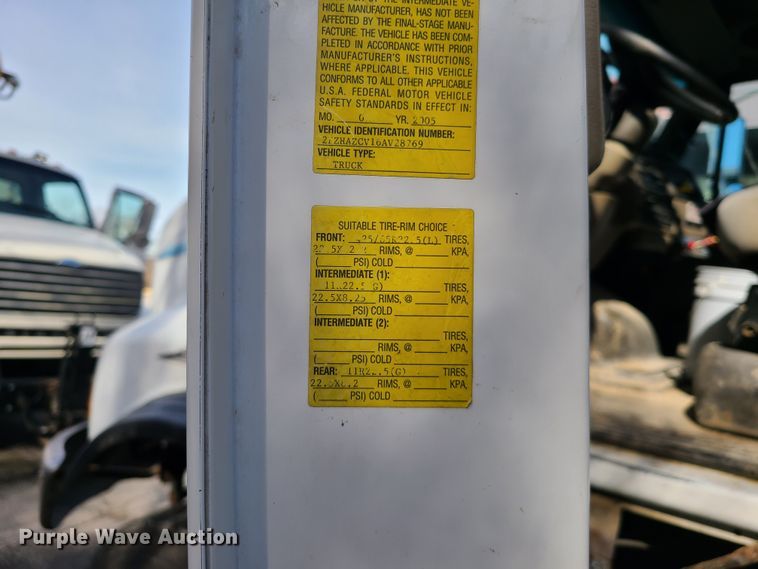 HICLE MANUFACTURER, HAS NOT BEEN
AFFECTED BY THE FINAL-STAGE MANU-
FACTURE. THE VEHICLE HAS BEEN COM-
PLETED IN ACCORDANCE WITH PRIOR
MANUFACTURER'S INSTRUCTIONS,
WHERE APPLICABLE. THIS VEHICLE
CONFORMS TO ALL OTHER APPLICABLE
U.S.A. FEDERAL MOTOR VEHICLE
SAFETY STANDARDS IN EFFECT IN:
MO. YR. 2005
VEHICLE IDENTIFICATION NUMBER:
VEHICLE TYPE:
TRUCK
SUITABLE TIRE-RIM CHOICE
FRONT: TIRES,
RIMS, @ KPA,
( PSI) COLD
INTERMEDIATE (1):
TIRES,
22.5X8.25 RIMS, @ KPA,
( PSI) COLD
INTERMEDIATE (2):
TIRES,
RIMS, @ KPA,
( PSI) COLD
REAR: TIRES,
RIMS, @ KPA,
( PSI) COLD
Purple Wave Auction